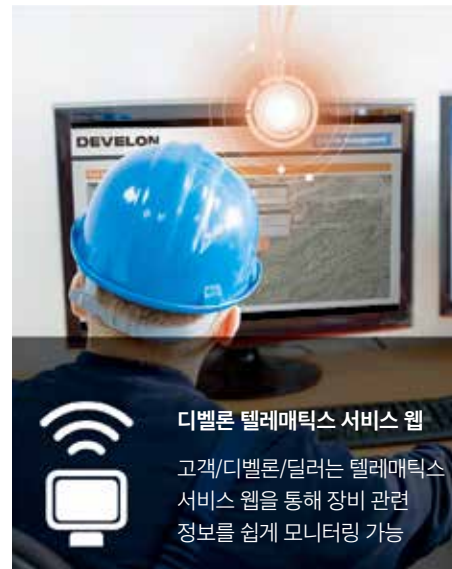 DEVELON
디벨론 텔레매틱스 서비스 웹
고객/디벨론/딜러는 텔레매틱스
서비스 웹을 통해 장비 관련
정보를 쉽게 모니터링 가능